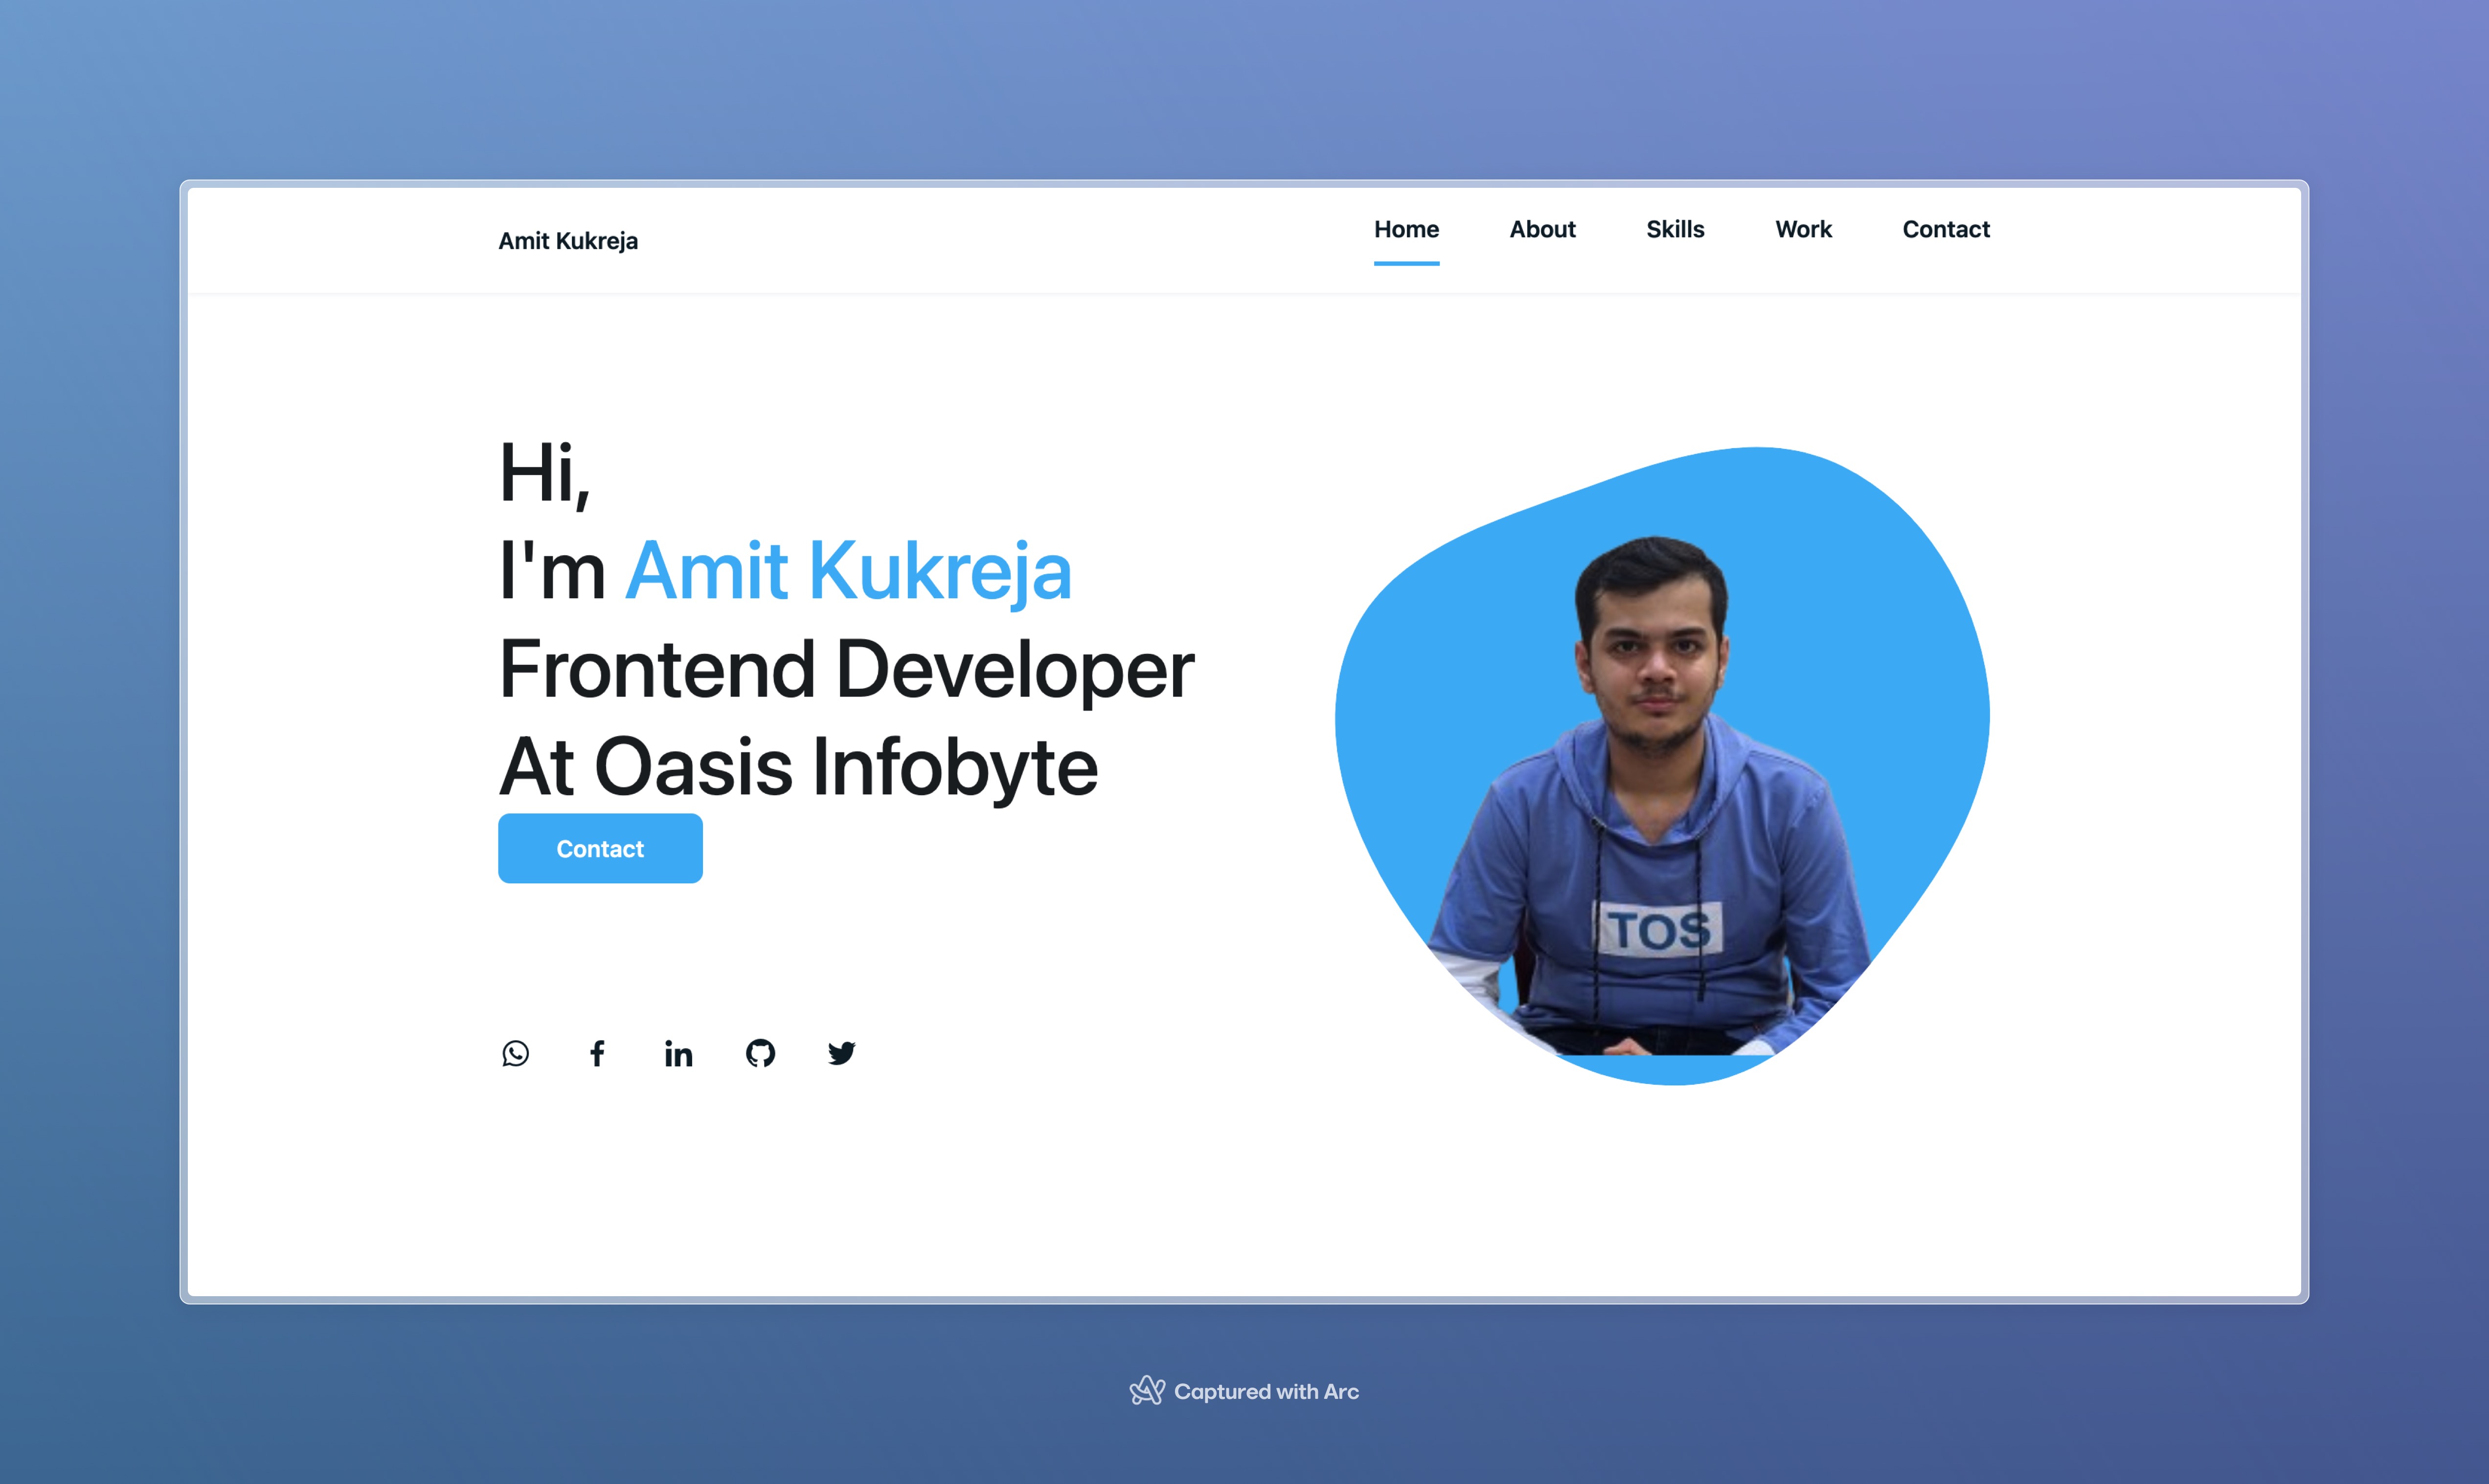 Amit Kukreja
Home About Skills Work Contact
Hi,
I'm Amit Kukreja
Frontend Developer
At Oasis Infobyte
Contact
TOS
Captured with Arc